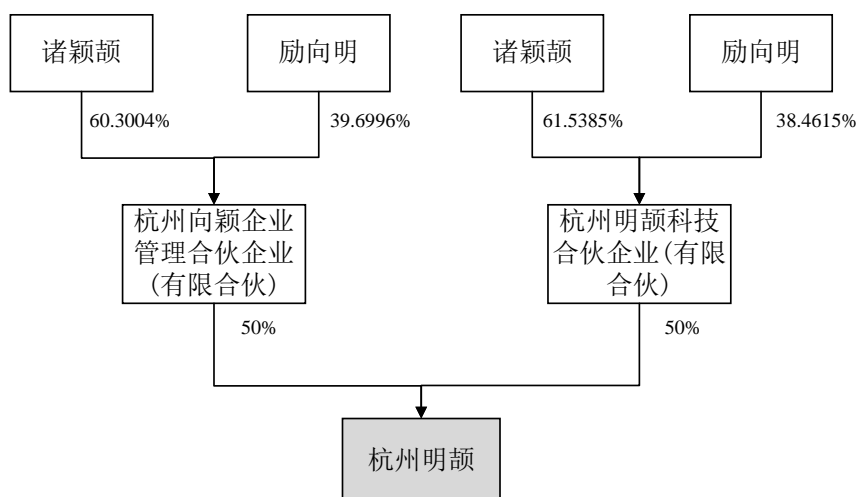 诸颖颉
励向明
诸颖颉
励向明
60.3004%
39.6996%
61.5385%
38.4615%
杭州向颖企业
管理合伙企业
(有限合伙)
杭州明颉科技
合伙企业(有限
合伙)
50%
50%
杭州明颉